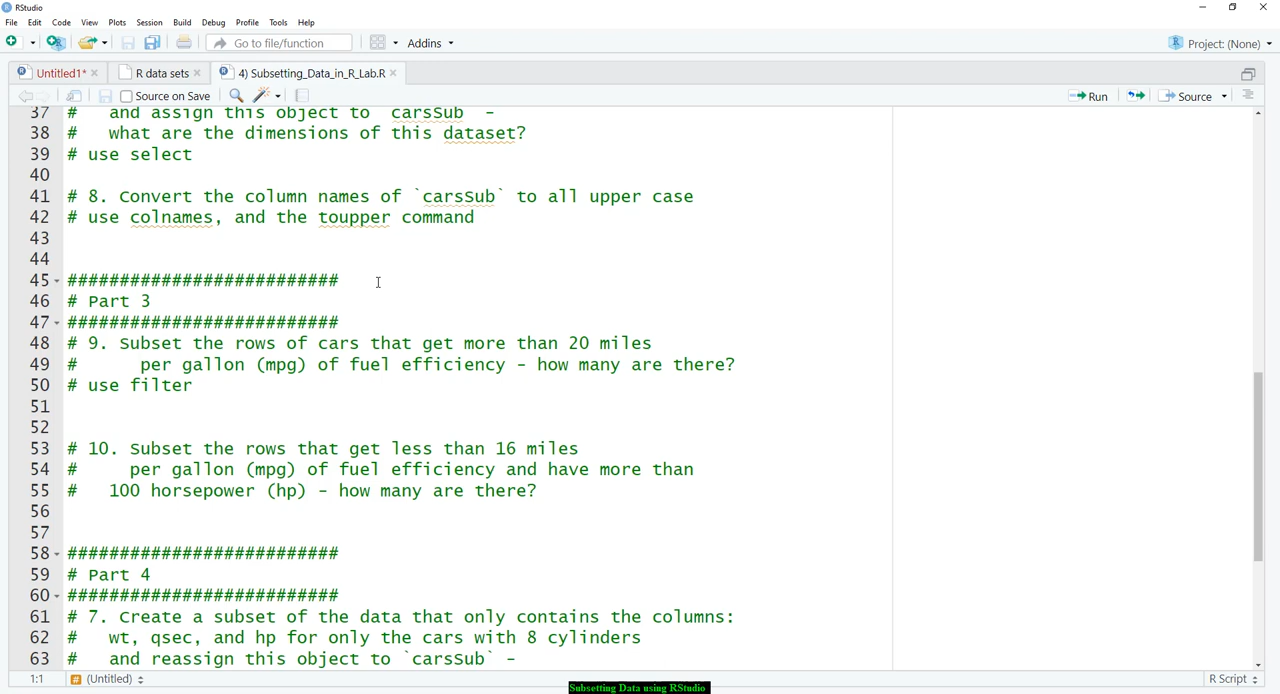 RStudio
File Edit Code View Plots Session Build Debug Profile Tools Help
Go to file/function Addins Project: (None)
Untitled1* R data sets 4) Subsetting_Data_in_R_Lab.R
Source on Save Run Source
37 # and assign this object to `carsSub` -
38 # what are the dimensions of this dataset?
39 # use select
40
41 # 8. Convert the column names of `carsSub` to all upper case
42 # use colnames, and the toupper command
43
44
45 ##########################
46 # Part 3
47 ##########################
48 # 9. Subset the rows of cars that get more than 20 miles
49 # per gallon (mpg) of fuel efficiency - how many are there?
50 # use filter
51
52
53 # 10. Subset the rows that get less than 16 miles
54 # per gallon (mpg) of fuel efficiency and have more than
55 # 100 horsepower (hp) - how many are there?
56
57
58 ##########################
59 # Part 4
60 ##########################
61 # 7. Create a subset of the data that only contains the columns:
62 # wt, qsec, and hp for only the cars with 8 cylinders
63 # and reassign this object to `carsSub` -
1:1 (Untitled) R Script
Subsetting Data using RStudio